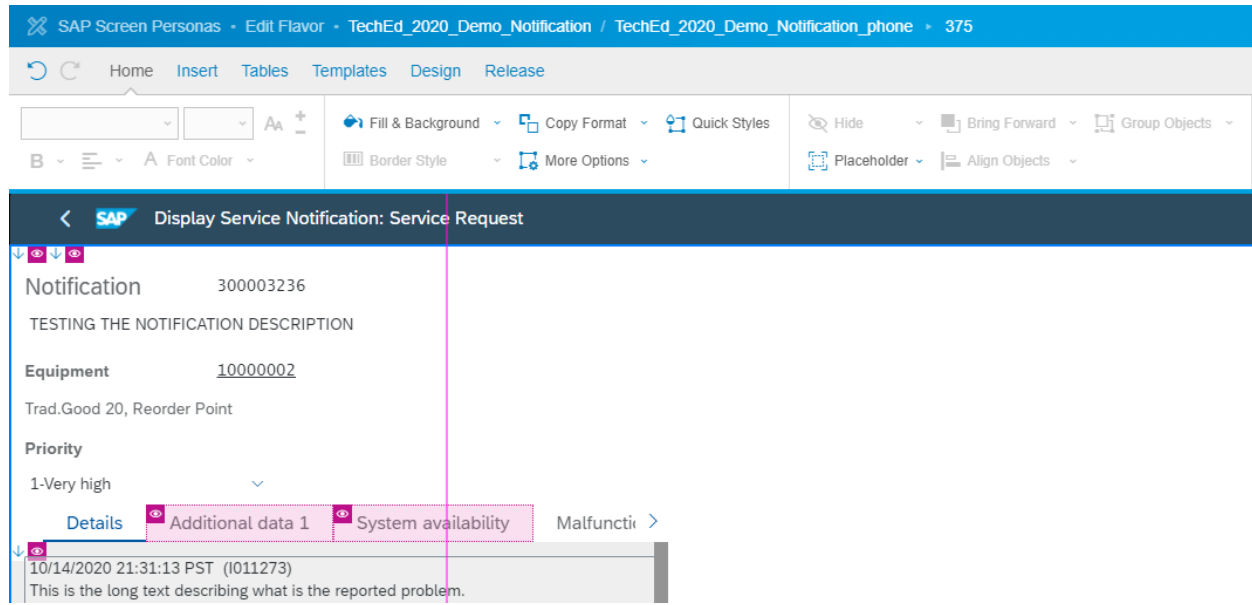 SAP Screen Personas • Edit Flavor • TechEd_2020_Demo_Notification / TechEd_2020_Demo_Notification_phone ▸ 375
Home Insert Tables Templates Design Release
AA Fill & Background Copy Format Quick Styles Hide Bring Forward Group Objects
B A Font Color Border Style More Options Placeholder Align Objects
SAP Display Service Notification: Service Request
Notification 300003236
TESTING THE NOTIFICATION DESCRIPTION
Equipment 10000002
Trad.Good 20, Reorder Point
Priority
1-Very high
Details Additional data 1 System availability Malfuncti
10/14/2020 21:31:13 PST (I011273)
This is the long text describing what is the reported problem.